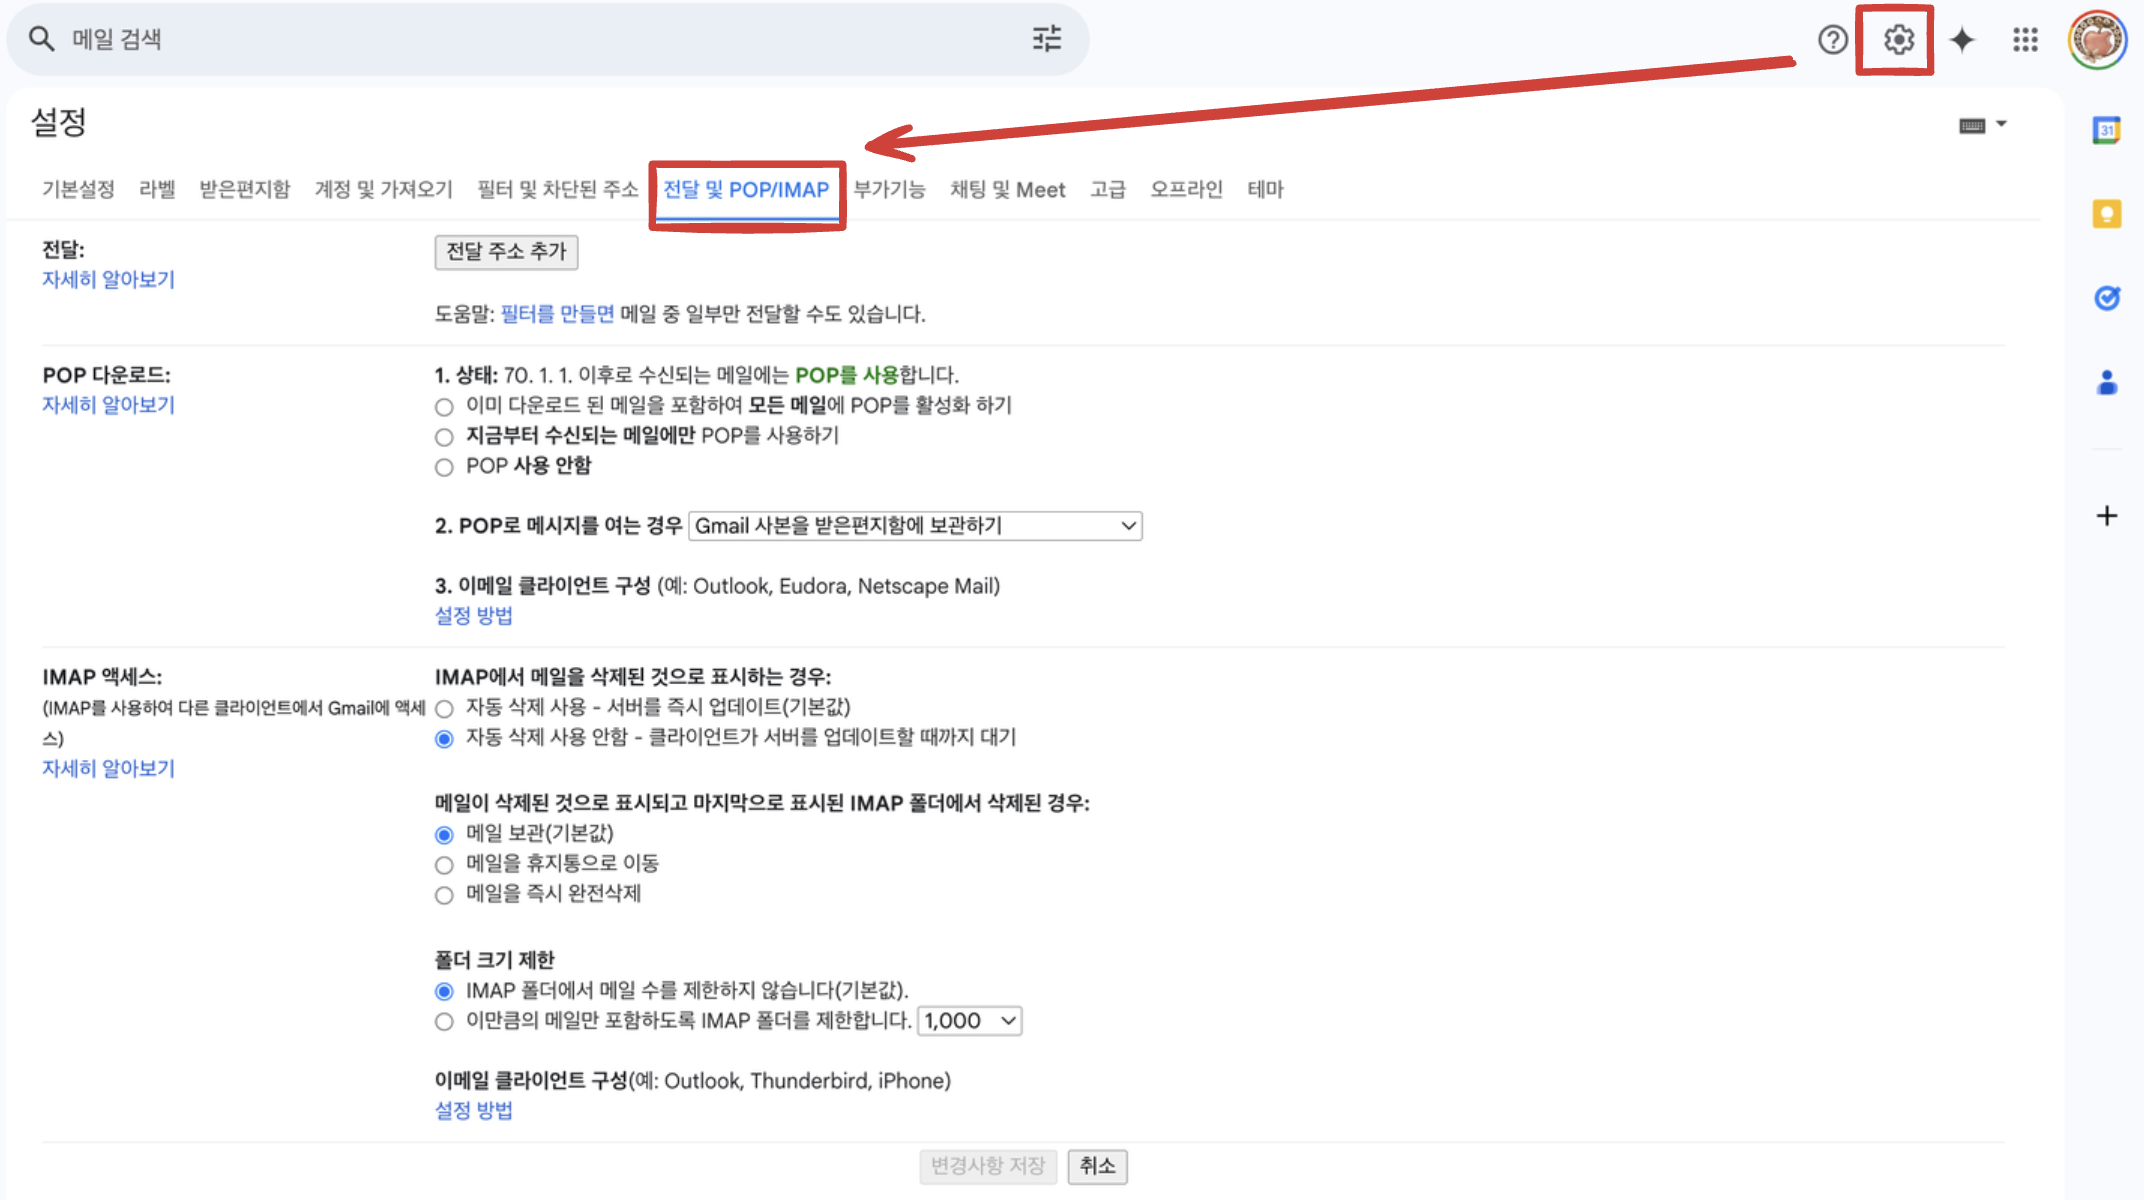 메일 검색
설정
기본설정 라벨 받은편지함 계정 및 가져오기 필터 및 차단된 주소 전달 및 POP/IMAP 부가기능 채팅 및 Meet 고급 오프라인 테마
31
전달:
자세히 알아보기
전달 주소 추가
도움말: 필터를 만들면 메일 중 일부만 전달할 수도 있습니다.
POP 다운로드:
자세히 알아보기
1. 상태: 70. 1. 1. 이후로 수신되는 메일에는 POP를 사용합니다.
이미 다운로드 된 메일을 포함하여 모든 메일에 POP를 활성화 하기
지금부터 수신되는 메일에만 POP를 사용하기
POP 사용 안함
2. POP로 메시지를 여는 경우 Gmail 사본을 받은편지함에 보관하기
3. 이메일 클라이언트 구성 (예: Outlook, Eudora, Netscape Mail)
설정 방법
IMAP 액세스:
(IMAP를 사용하여 다른 클라이언트에서 Gmail에 액세
스)
자세히 알아보기
IMAP에서 메일을 삭제된 것으로 표시하는 경우:
자동 삭제 사용 - 서버를 즉시 업데이트(기본값)
자동 삭제 사용 안함 - 클라이언트가 서버를 업데이트할 때까지 대기
메일이 삭제된 것으로 표시되고 마지막으로 표시된 IMAP 폴더에서 삭제된 경우:
메일 보관(기본값)
메일을 휴지통으로 이동
메일을 즉시 완전삭제
폴더 크기 제한
IMAP 폴더에서 메일 수를 제한하지 않습니다(기본값).
이만큼의 메일만 포함하도록 IMAP 폴더를 제한합니다. 1,000
이메일 클라이언트 구성(예: Outlook, Thunderbird, iPhone)
설정 방법
변경사항 저장 취소